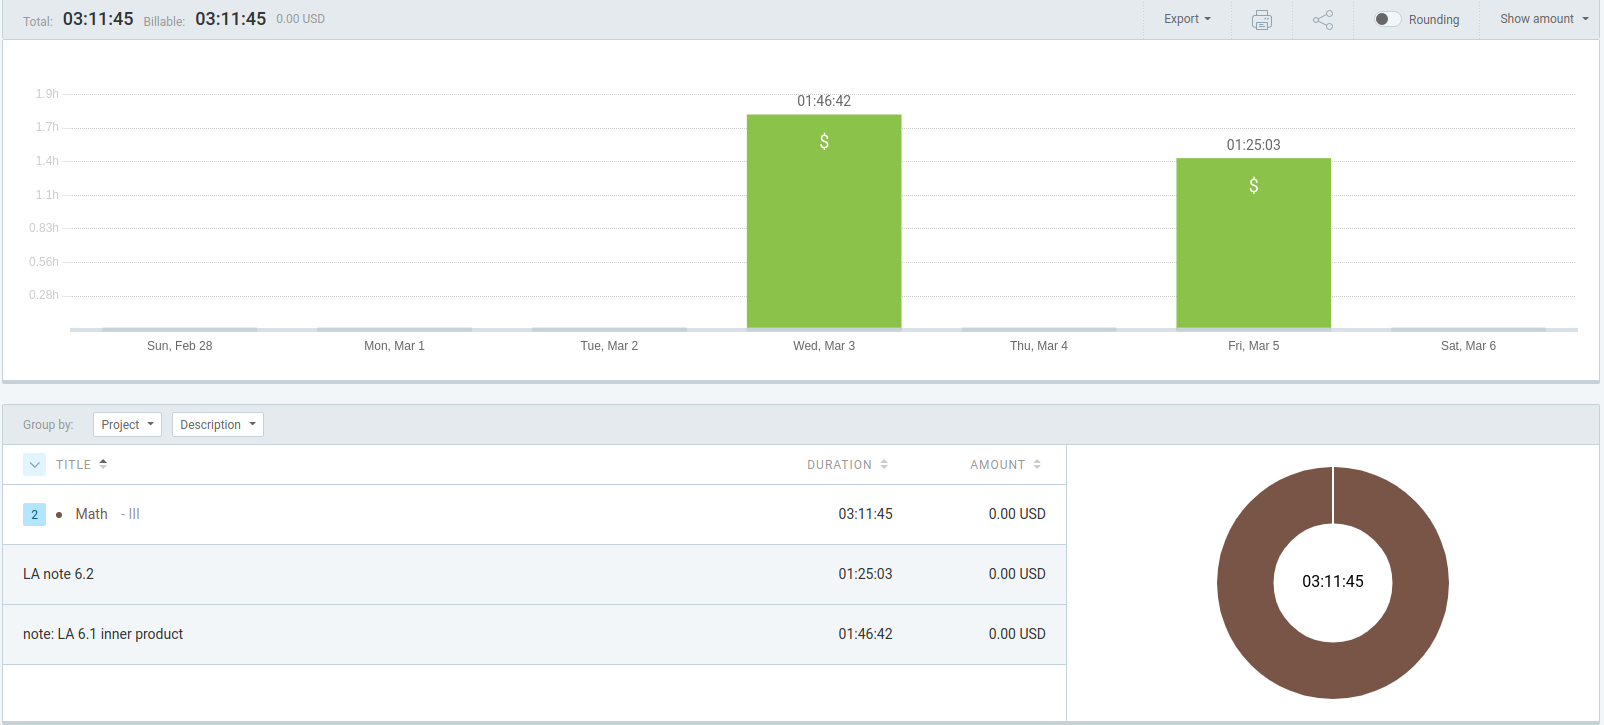 Total: 03:11:45 Billable: 03:11:45 0.00 USD Export Rounding Show amount
1.9h
1.7h
1.4h
1.1h
0.83h
0.56h
0.28h
01:46:42
$
01:25:03
$
Sun, Feb 28 Mon, Mar 1 Tue, Mar 2 Wed, Mar 3 Thu, Mar 4 Fri, Mar 5 Sat, Mar 6
Group by: Project Description
TITLE DURATION AMOUNT
2 • Math - III 03:11:45 0.00 USD
LA note 6.2 01:25:03 0.00 USD
note: LA 6.1 inner product 01:46:42 0.00 USD
03:11:45